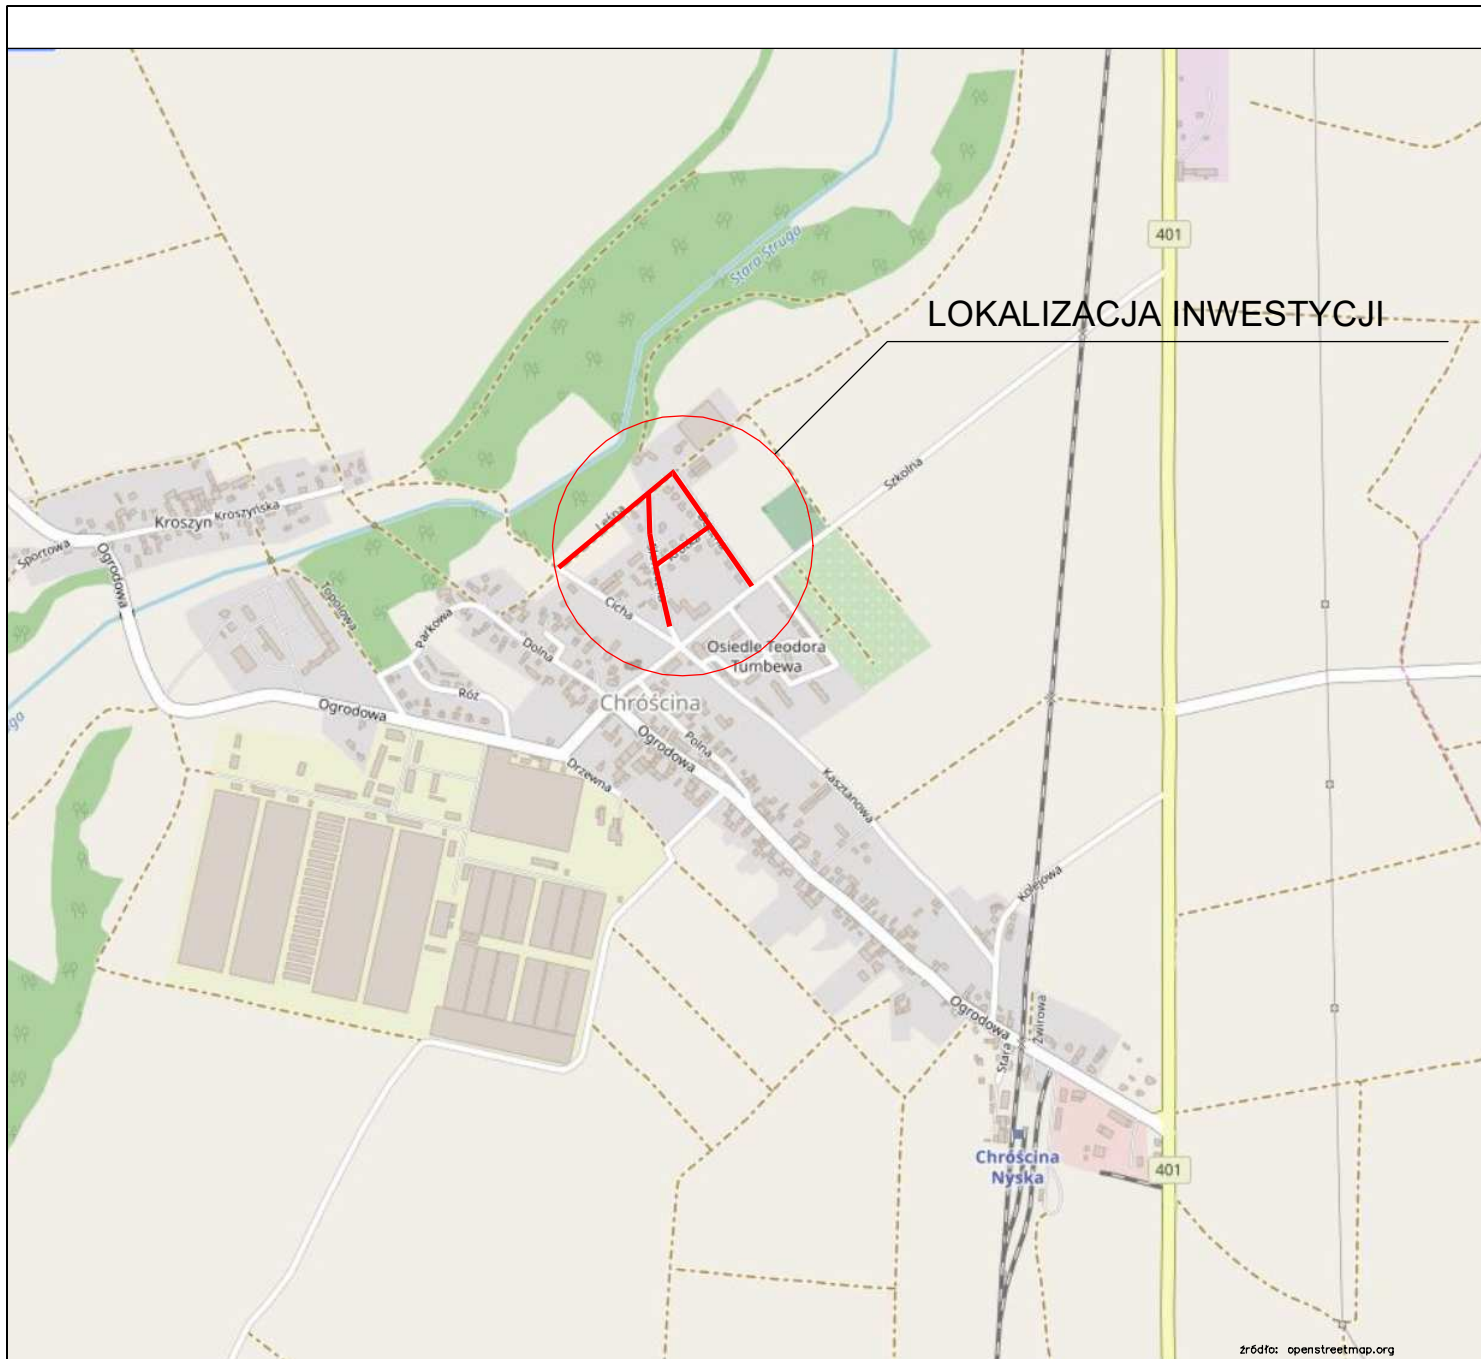 401
Stara Struga
LOKALIZACJA INWESTYCJI
Szkolna
Kroszyn
Kroszyńska
Sportowa
Ogrodowa
Leśna
Topolowa
Parkowa
Cicha
Dolna
Osiedle Teodora
Tumbewa
Róż
Ogrodowa
Chróścina
Ogrodowa
Polna
Drzewna
Kasztanowa
Kolejowa
Ogrodowa
Żwirowa
Stara
Chróścina
Nyska
401
źródło: openstreetmap.org